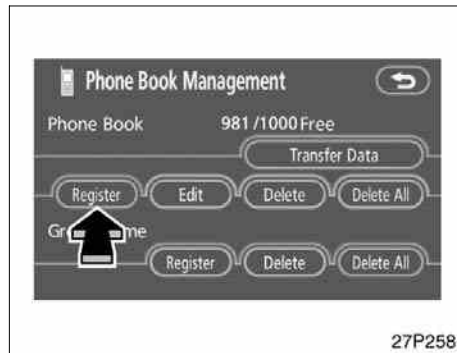 Phone Book Management
Phone Book 981/1000 Free
Transfer Data
Register Edit Delete Delete All
Register Delete Delete All
27P258